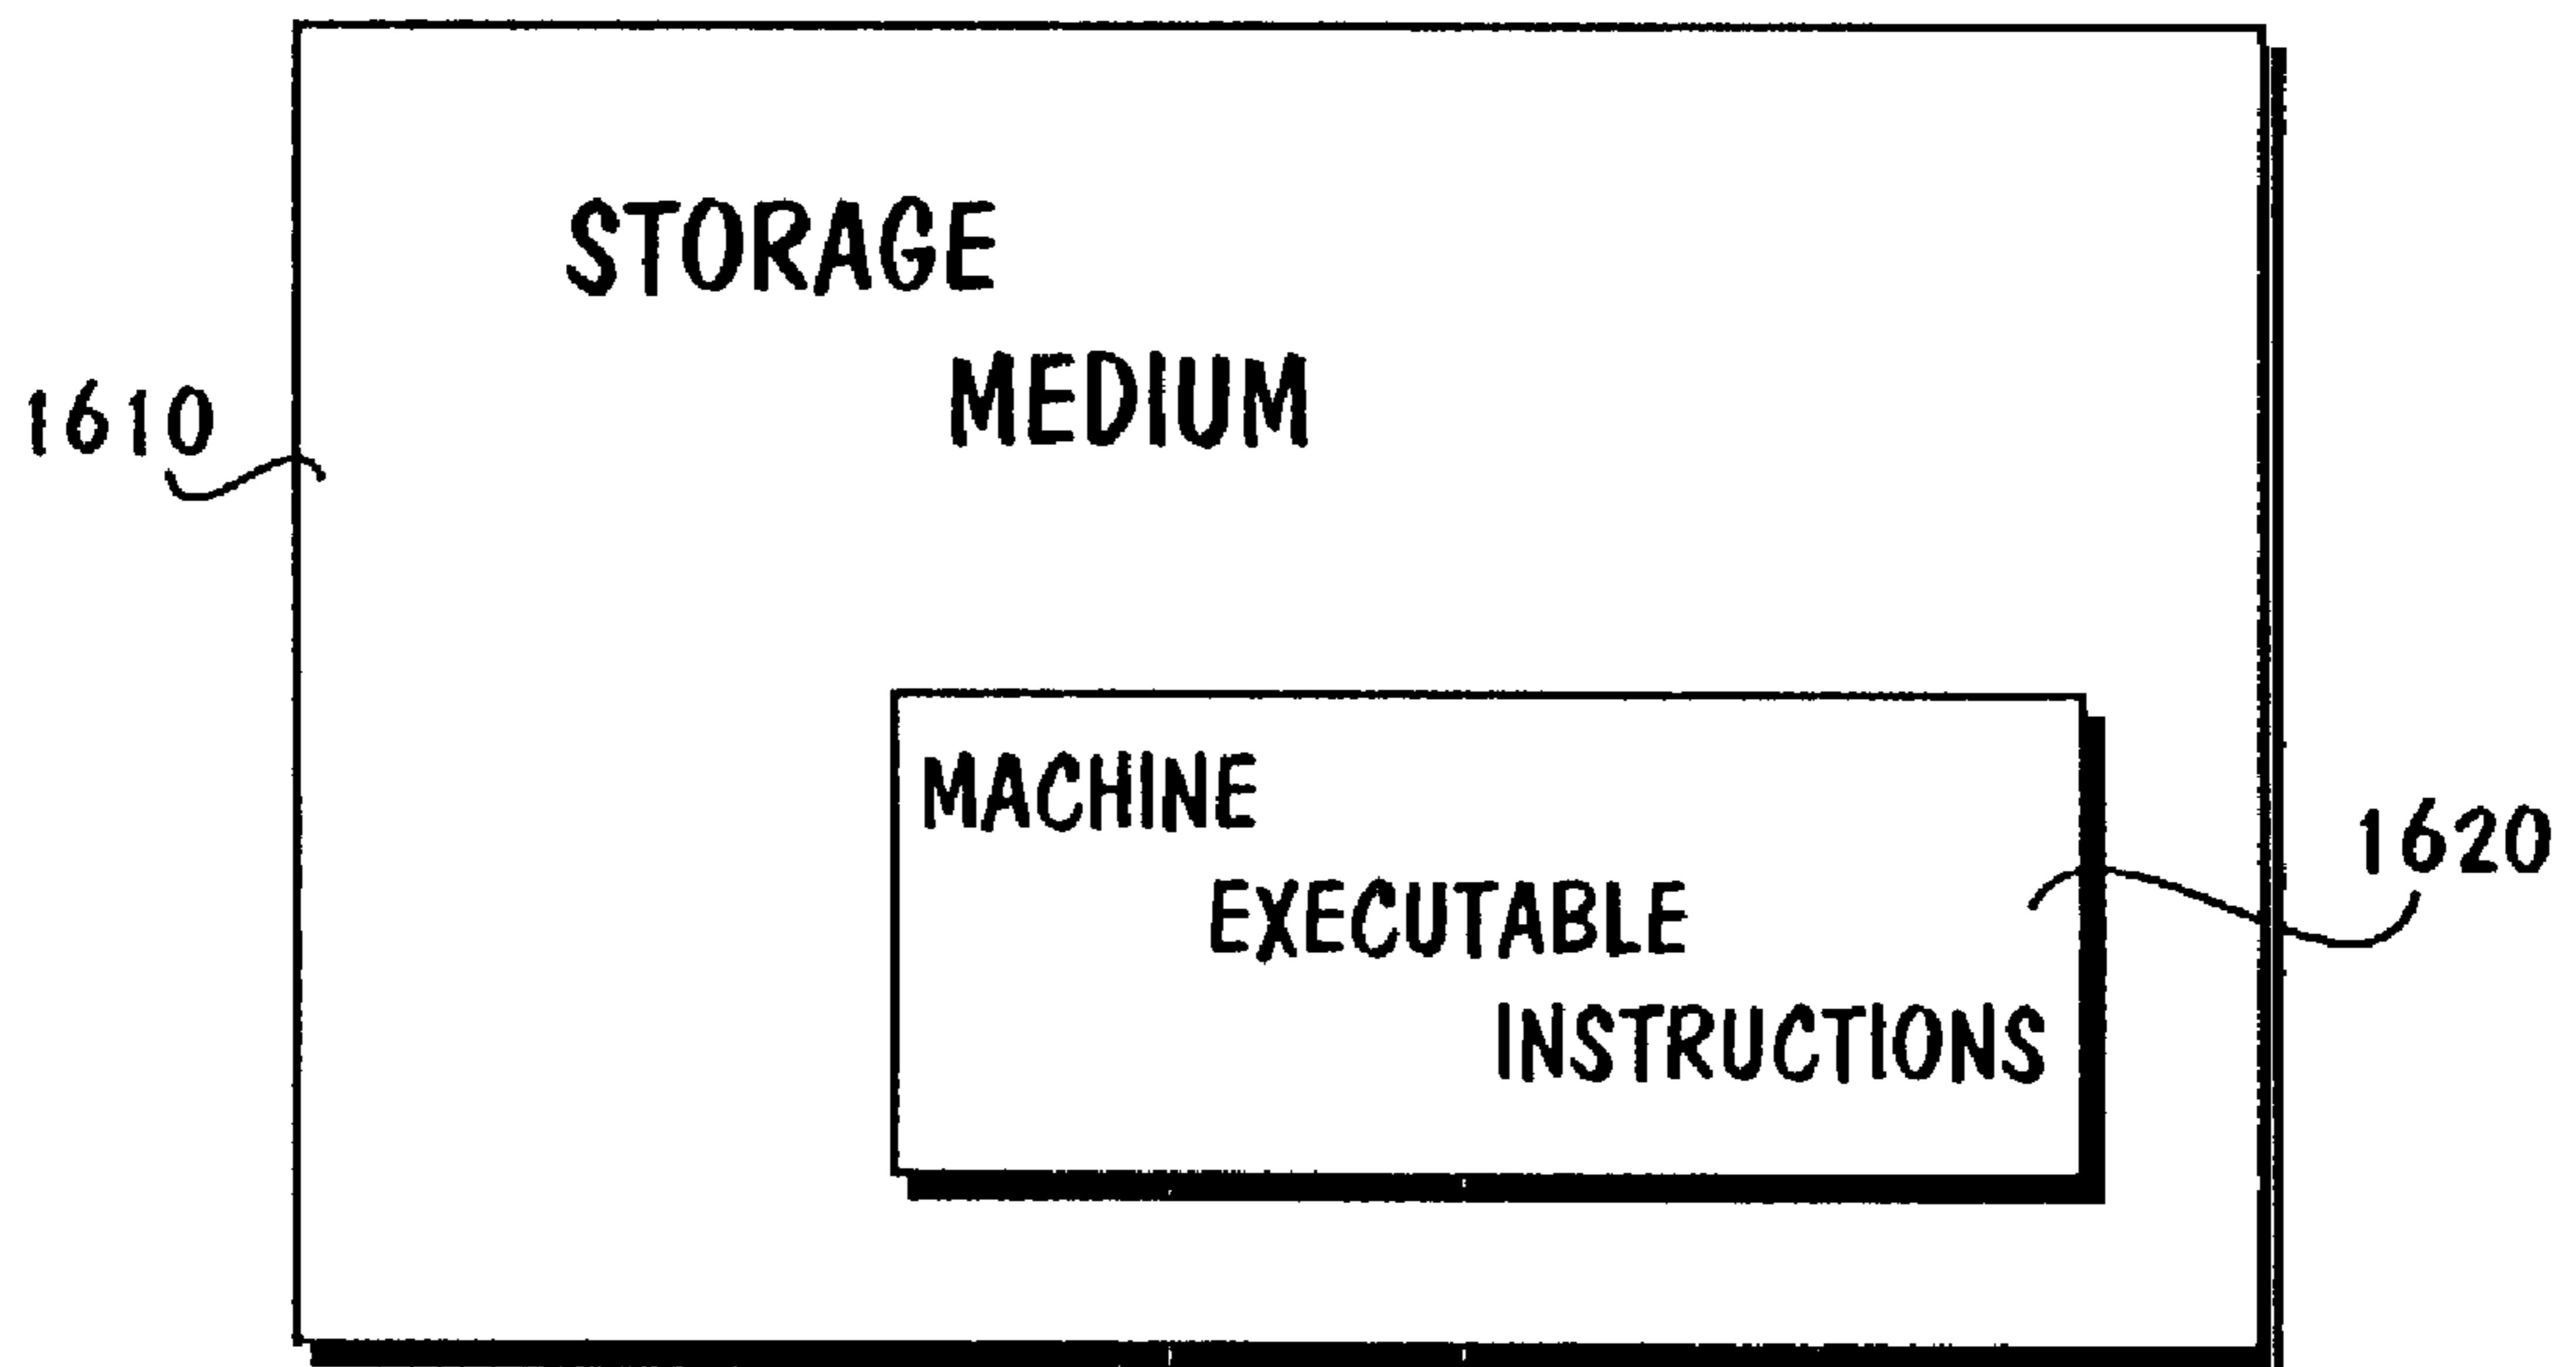 STORAGE
MEDIUM
1610
MACHINE
EXECUTABLE
INSTRUCTIONS
1620